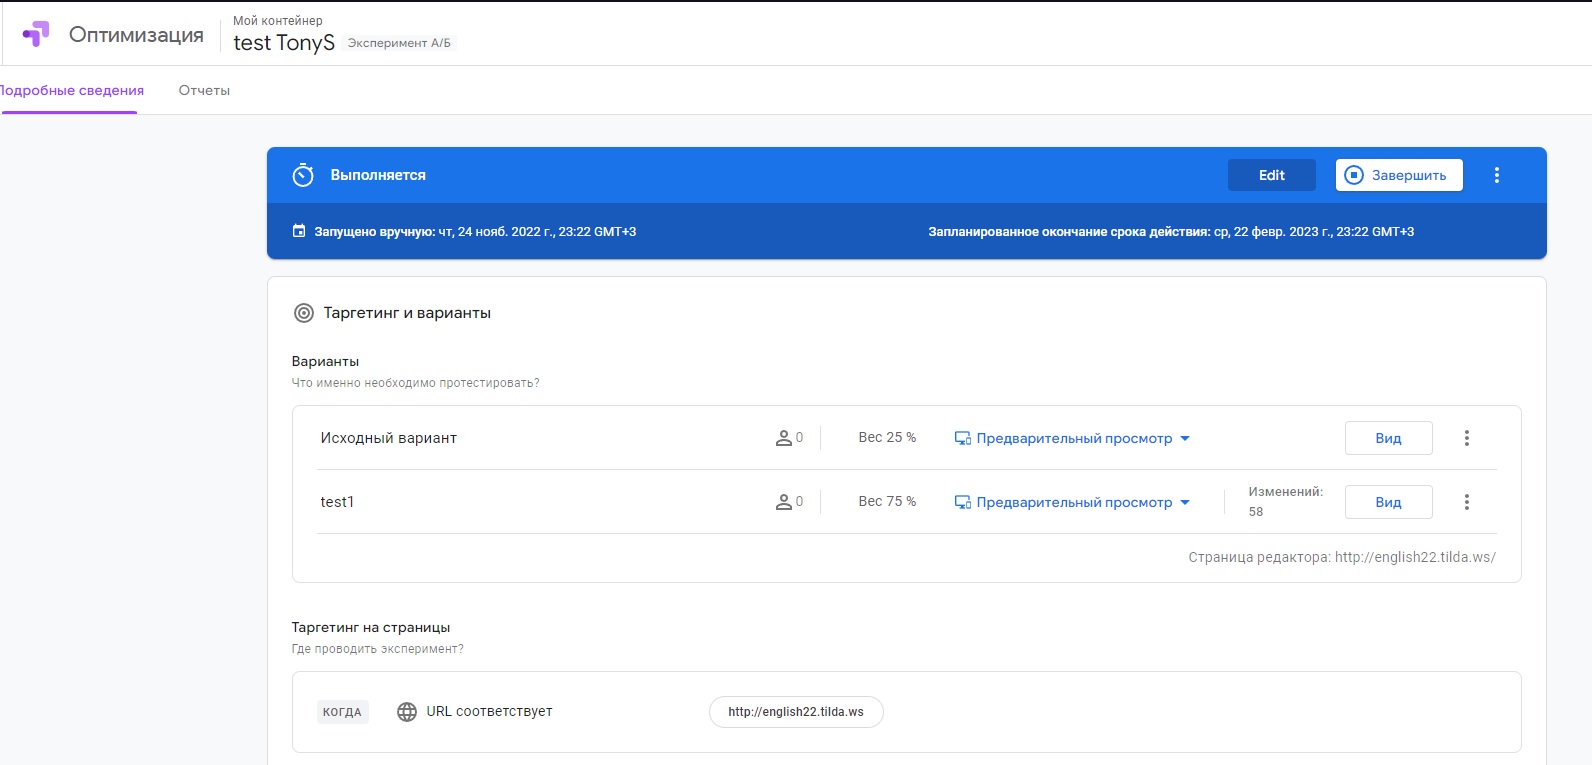 Оптимизация
Мой контейнер
test TonyS Эксперимент А/Б
Подробные сведения Отчеты
Выполняется Edit Завершить
Запущено вручную: чт, 24 нояб. 2022 г., 23:22 GMT+3 Запланированное окончание срока действия: ср, 22 февр. 2023 г., 23:22 GMT+3
Таргетинг и варианты
Варианты
Что именно необходимо протестировать?
Исходный вариант 0 Вес 25 % Предварительный просмотр Вид
test1 0 Вес 75 % Предварительный просмотр Изменений: 58 Вид
Страница редактора: http://english22.tilda.ws/
Таргетинг на страницы
Где проводить эксперимент?
КОГДА URL соответствует http://english22.tilda.ws